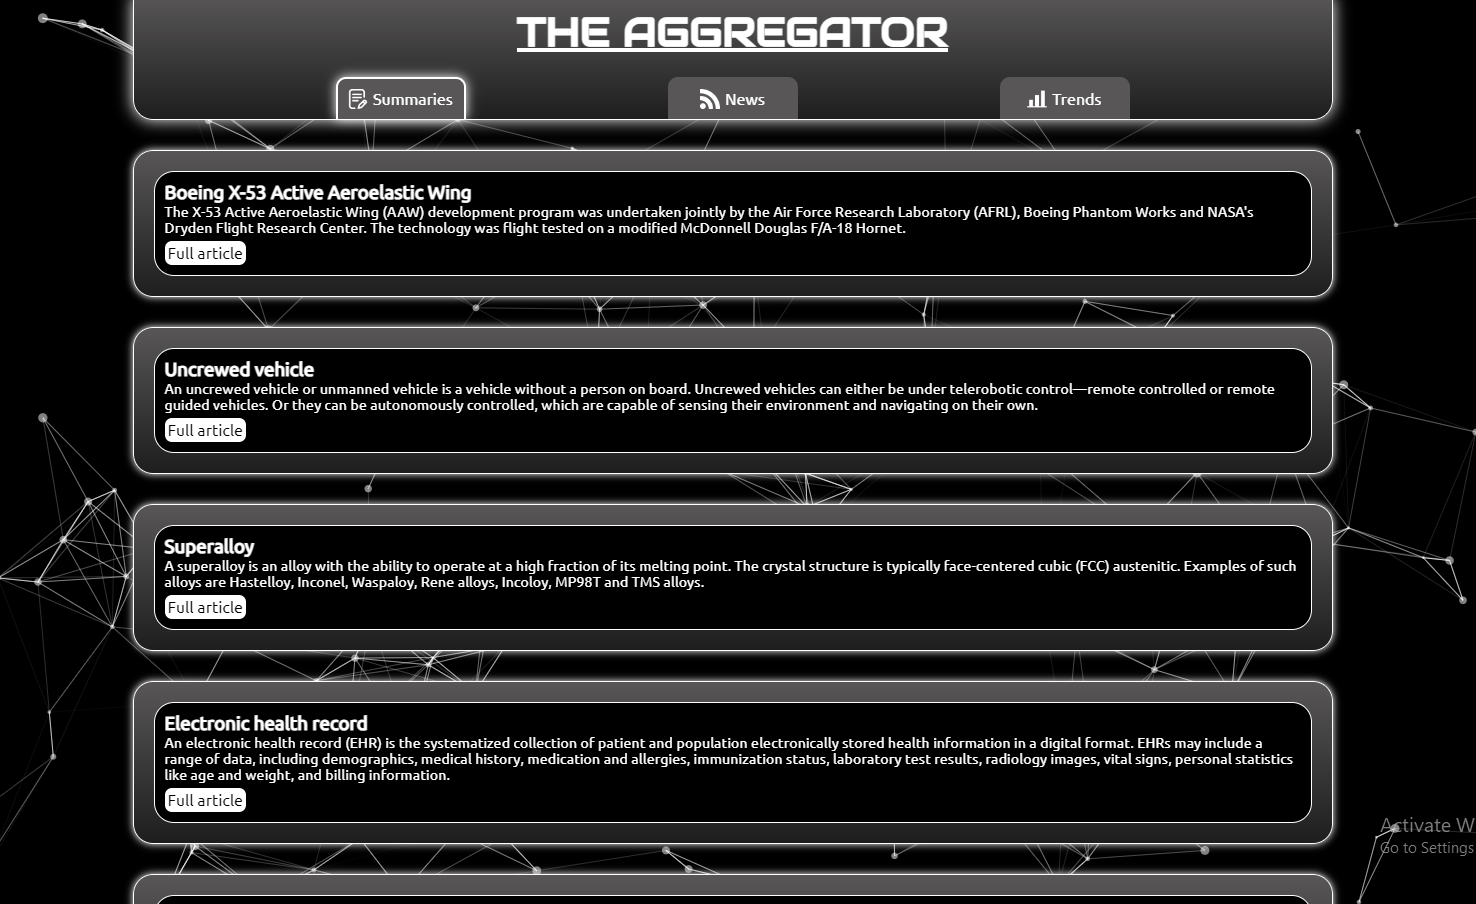 THE AGGREGATOR
Summaries
News
Trends
Boeing X-53 Active Aeroelastic Wing
The X-53 Active Aeroelastic Wing (AAW) development program was undertaken jointly by the Air Force Research Laboratory (AFRL), Boeing Phantom Works and NASA's
Dryden Flight Research Center. The technology was flight tested on a modified McDonnell Douglas F/A-18 Hornet.
Full article
Uncrewed vehicle
An uncrewed vehicle or unmanned vehicle is a vehicle without a person on board. Uncrewed vehicles can either be under telerobotic control—remote controlled or remote
guided vehicles. Or they can be autonomously controlled, which are capable of sensing their environment and navigating on their own.
Full article
Superalloy
A superalloy is an alloy with the ability to operate at a high fraction of its melting point. The crystal structure is typically face-centered cubic (FCC) austenitic. Examples of such
alloys are Hastelloy, Inconel, Waspaloy, Rene alloys, Incoloy, MP98T and TMS alloys.
Full article
Electronic health record
An electronic health record (EHR) is the systematized collection of patient and population electronically stored health information in a digital format. EHRs may include a
range of data, including demographics, medical history, medication and allergies, immunization status, laboratory test results, radiology images, vital signs, personal statistics
like age and weight, and billing information.
Full article
Activate W
Go to Settings